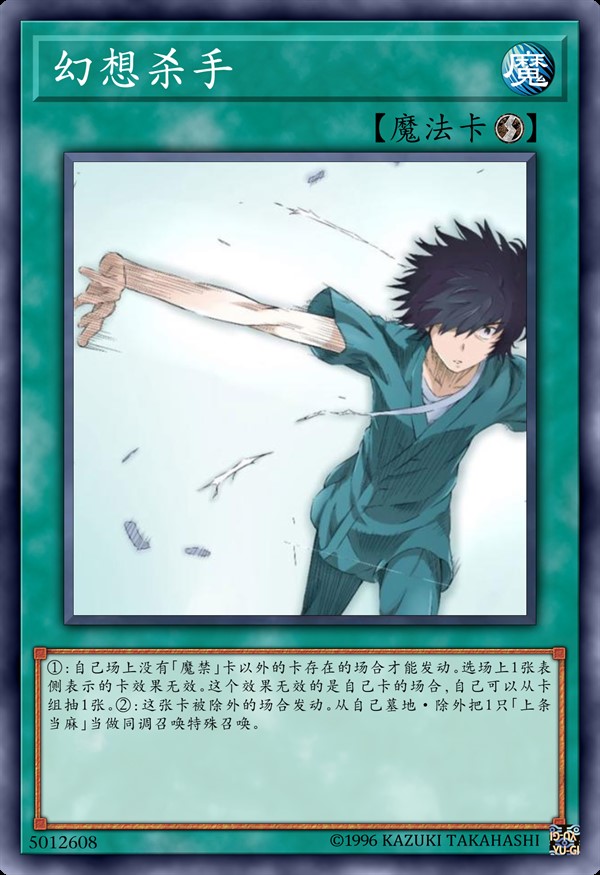 幻想杀手
魔
【魔法卡】
①:自己场上没有「魔禁」卡以外的卡存在的场合才能发动。选场上1张表
侧表示的卡效果无效。这个效果无效的是自己卡的场合,自己可以从卡
组抽1张。②:这张卡被除外的场合发动。从自己墓地・除外把1只「上条
当麻」当做同调召唤特殊召唤。
5012608
©1996 KAZUKI TAKAHASHI